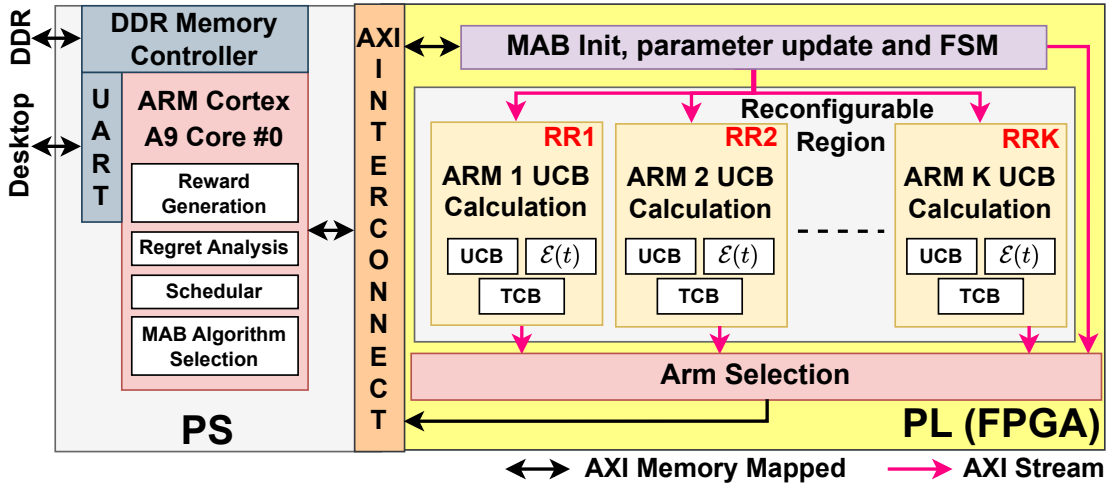 DDR
Desktop
DDR Memory
Controller
UART
ARM Cortex
A9 Core #0
Reward
Generation
Regret Analysis
Schedular
MAB Algorithm
Selection
PS
AXI
INTERCONNECT
MAB Init, parameter update and FSM
Reconfigurable
Region
RR1
ARM 1 UCB
Calculation
UCB
ℰ(t)
TCB
RR2
ARM 2 UCB
Calculation
UCB
ℰ(t)
TCB
RRK
ARM K UCB
Calculation
UCB
ℰ(t)
TCB
Arm Selection
PL (FPGA)
AXI Memory Mapped
AXI Stream